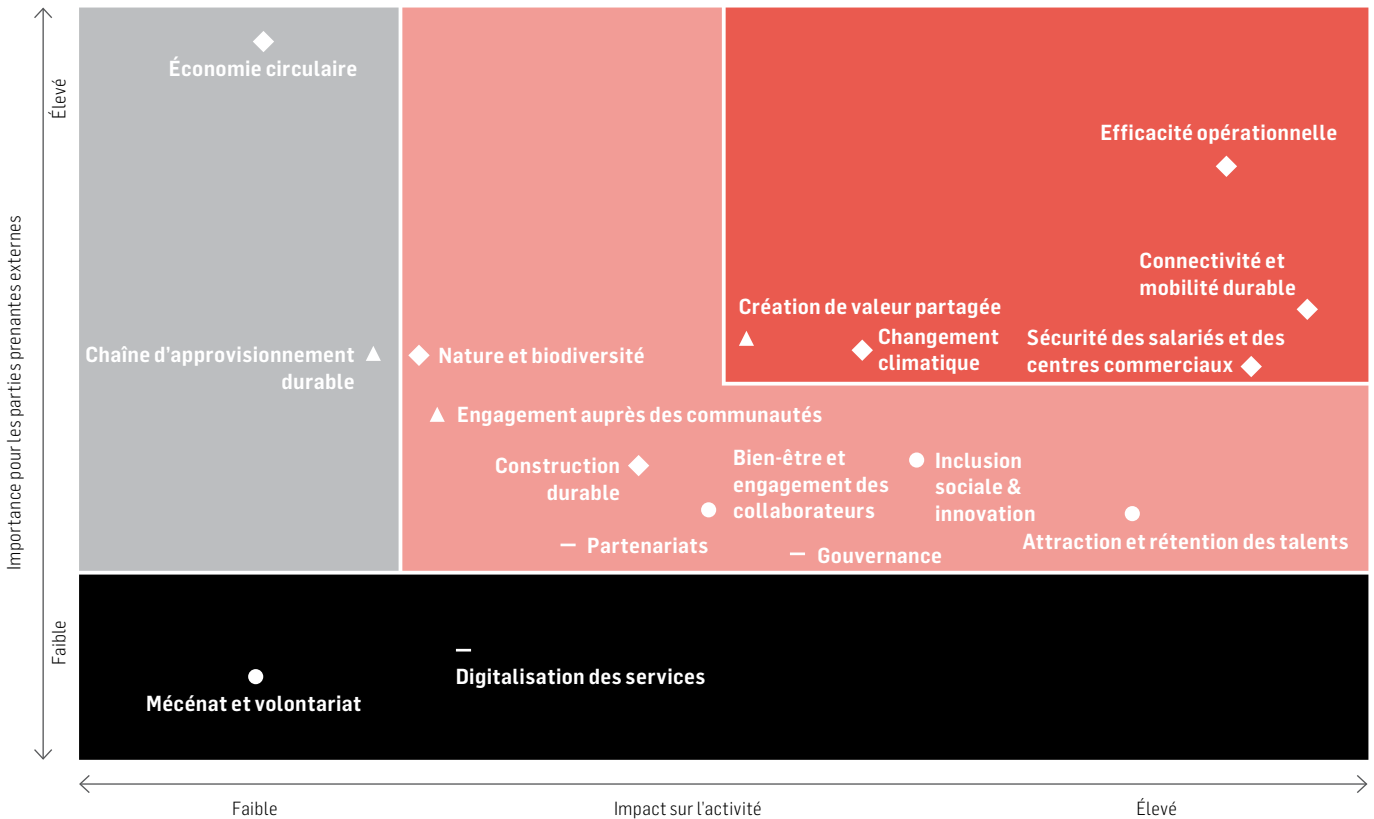 Importance pour les parties prenantes externes
Élevé
Faible
Économie circulaire
Efficacité opérationnelle
Connectivité et
mobilité durable
Création de valeur partagée
Changement
climatique
Sécurité des salariés et des
centres commerciaux
Chaîne d'approvisionnement
durable
Nature et biodiversité
Engagement auprès des communautés
Construction
durable
Bien-être et
engagement des
collaborateurs
Inclusion
sociale &
innovation
Attraction et rétention des talents
Partenariats
Gouvernance
Digitalisation des services
Mécénat et volontariat
Faible
Impact sur l'activité
Élevé